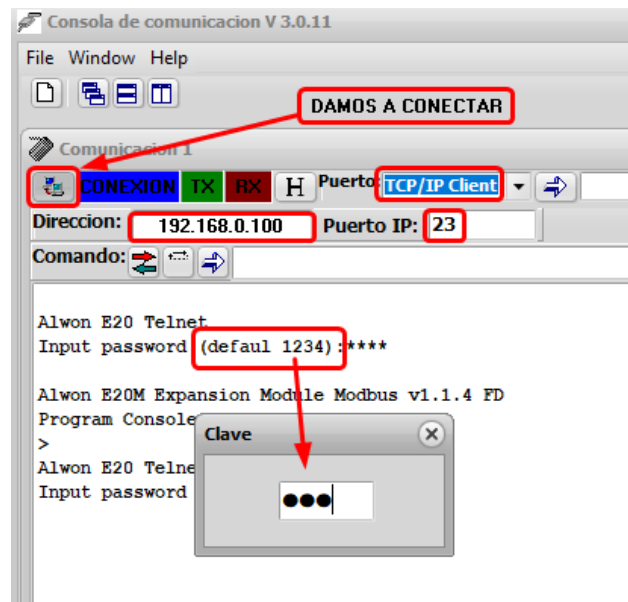 Consola de comunicacion V 3.0.11
File Window Help
DAMOS A CONECTAR
Comunicacion 1
CONEXION TX RX H Puerto: TCP/IP Client
Direccion: 192.168.0.100 Puerto IP: 23
Comando:
Alwon E20 Telnet
Input password (defaul 1234):****
Alwon E20M Expansion Module Modbus v1.1.4 FD
Program Console
>
Clave
Alwon E20 Telne
Input password